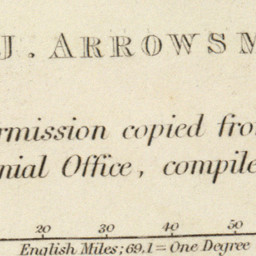 J. ARROWSM
rmission copied fro
nial Office, compile
20 30 40 50
English Miles; 69.1 = One Degree